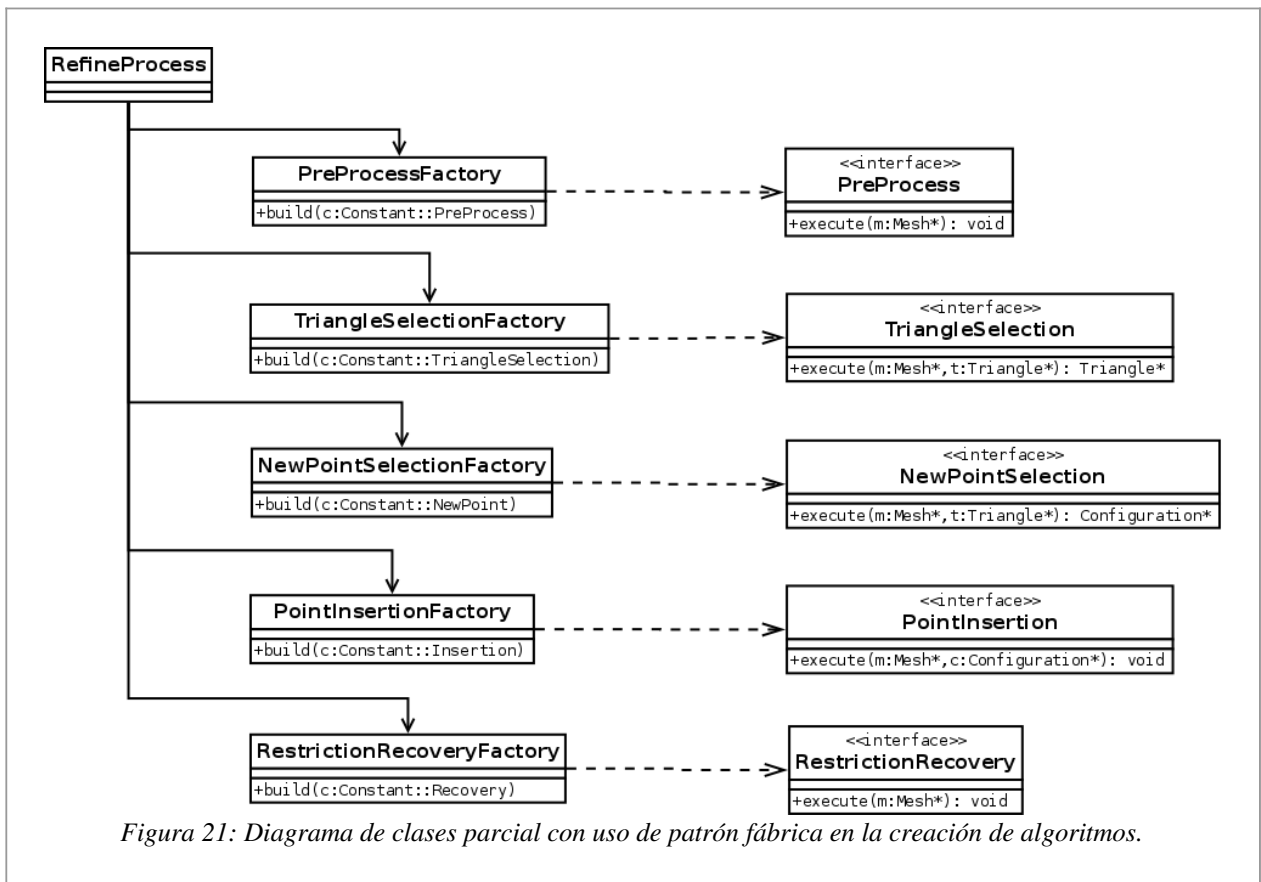 RefineProcess
PreProcessFactory
+build(c:Constant::PreProcess)
<<interface>>
PreProcess
+execute(m:Mesh*): void
TriangleSelectionFactory
+build(c:Constant::TriangleSelection)
<<interface>>
TriangleSelection
+execute(m:Mesh*,t:Triangle*): Triangle*
NewPointSelectionFactory
+build(c:Constant::NewPoint)
<<interface>>
NewPointSelection
+execute(m:Mesh*,t:Triangle*): Configuration*
PointInsertionFactory
+build(c:Constant::Insertion)
<<interface>>
PointInsertion
+execute(m:Mesh*,c:Configuration*): void
RestrictionRecoveryFactory
+build(c:Constant::Recovery)
<<interface>>
RestrictionRecovery
+execute(m:Mesh*): void
Figura 21: Diagrama de clases parcial con uso de patrón fábrica en la creación de algoritmos.